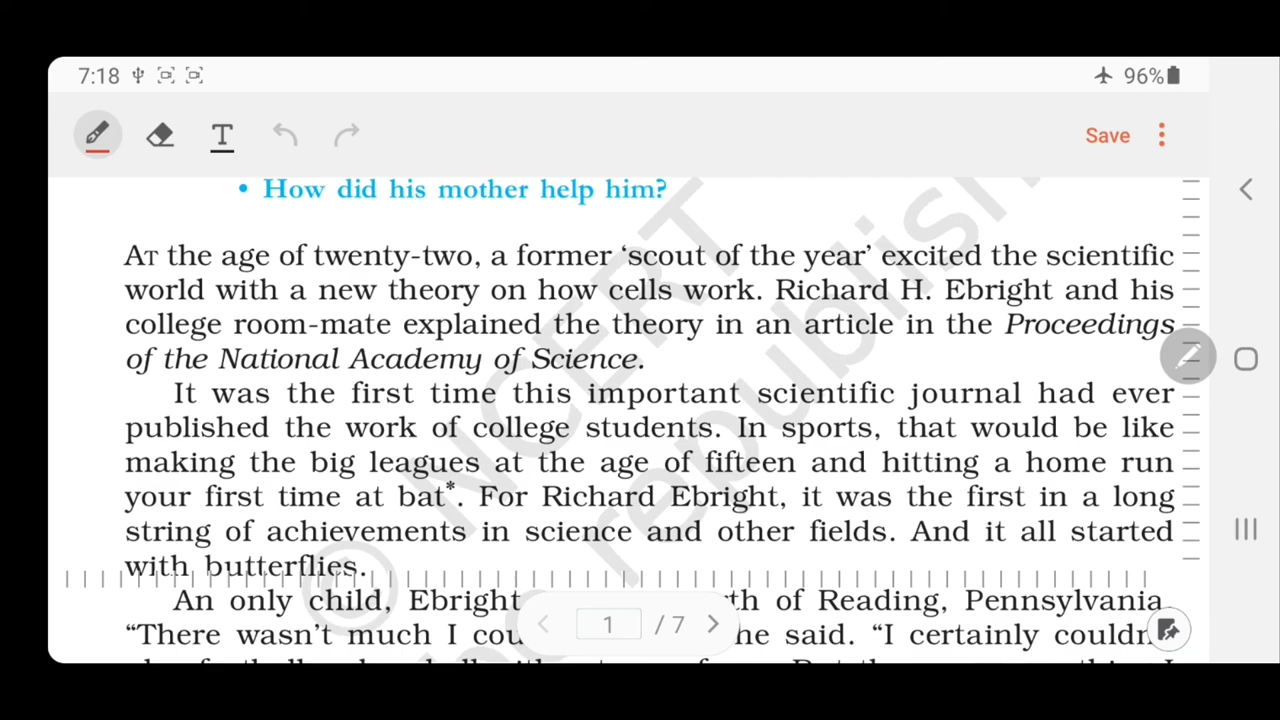 7:18
96%
T
Save
• How did his mother help him?
AT the age of twenty-two, a former ‘scout of the year’ excited the scientific
world with a new theory on how cells work. Richard H. Ebright and his
college room-mate explained the theory in an article in the Proceedings
of the National Academy of Science.
It was the first time this important scientific journal had ever
published the work of college students. In sports, that would be like
making the big leagues at the age of fifteen and hitting a home run
your first time at bat*. For Richard Ebright, it was the first in a long
string of achievements in science and other fields. And it all started
with butterflies.
An only child, Ebright of Reading, Pennsylvania.
“There wasn’t much I he said. “I certainly
1 / 7
© NCERT
republish